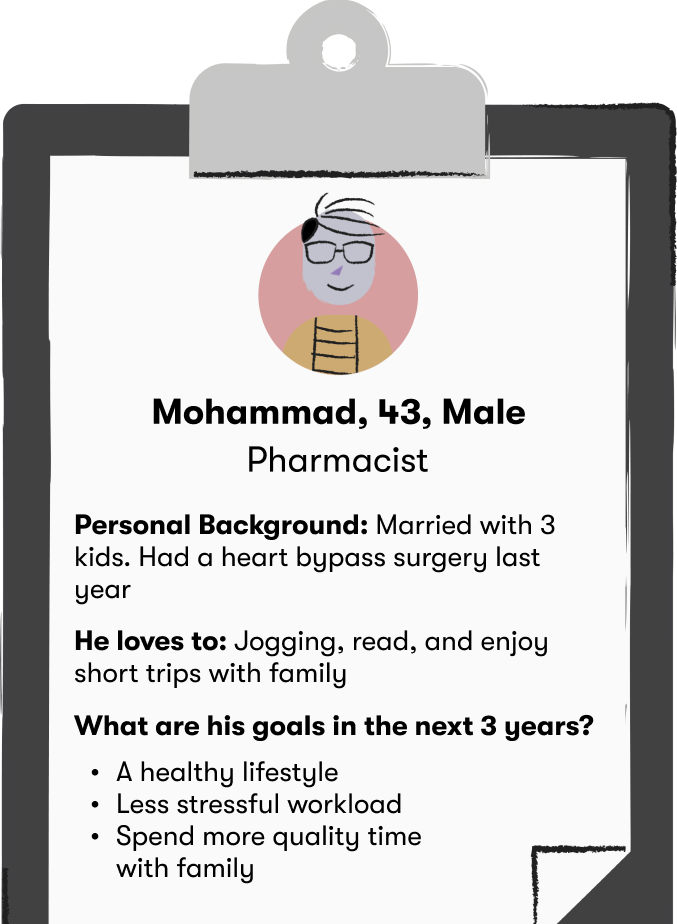 Mohammad, 43, Male
Pharmacist
Personal Background: Married with 3
kids. Had a heart bypass surgery last
year
He loves to: Jogging, read, and enjoy
short trips with family
What are his goals in the next 3 years?
• A healthy lifestyle
• Less stressful workload
• Spend more quality time
with family